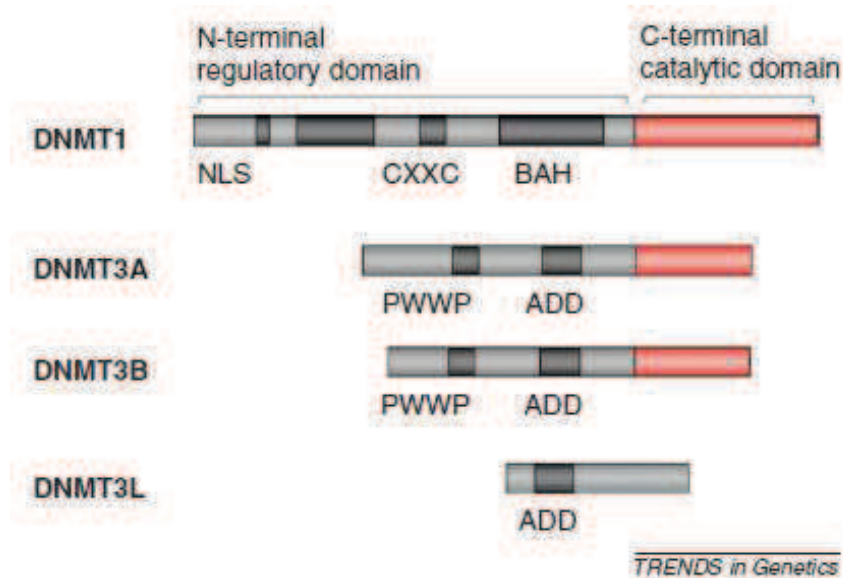 N-terminal
regulatory domain
C-terminal
catalytic domain
DNMT1
NLS CXXC BAH
DNMT3A
PWWP ADD
DNMT3B
PWWP ADD
DNMT3L
ADD
TRENDS in Genetics